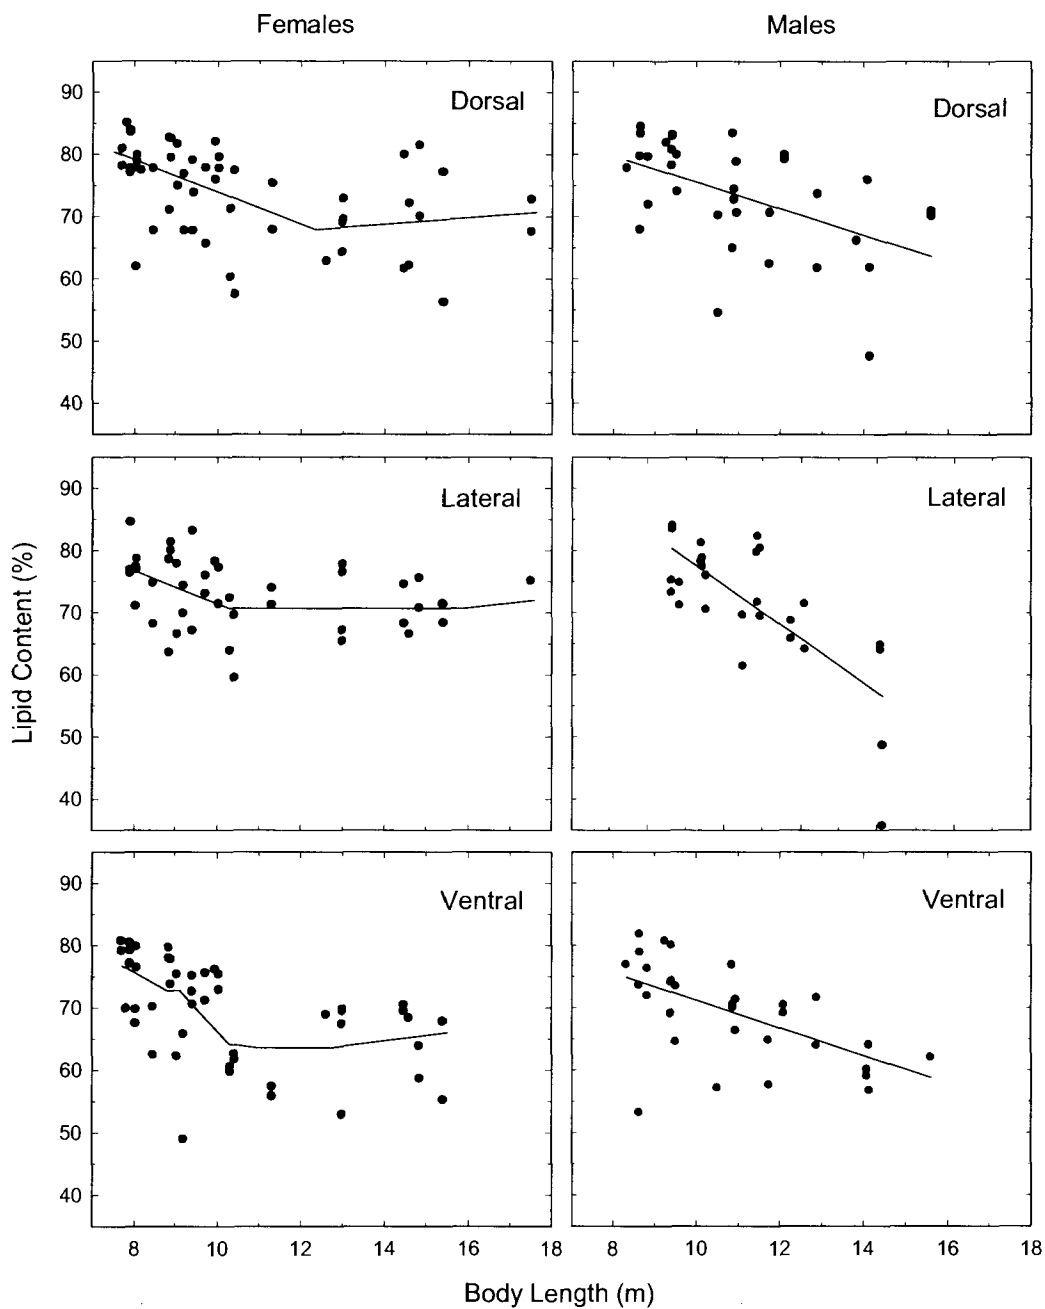 Females Males
Dorsal Dorsal
90
80
70
60
50
40
Lateral Lateral
90
80
70
60
50
40
Lipid Content (%)
Ventral Ventral
90
80
70
60
50
40
8 10 12 14 16 18 8 10 12 14 16 18
Body Length (m)